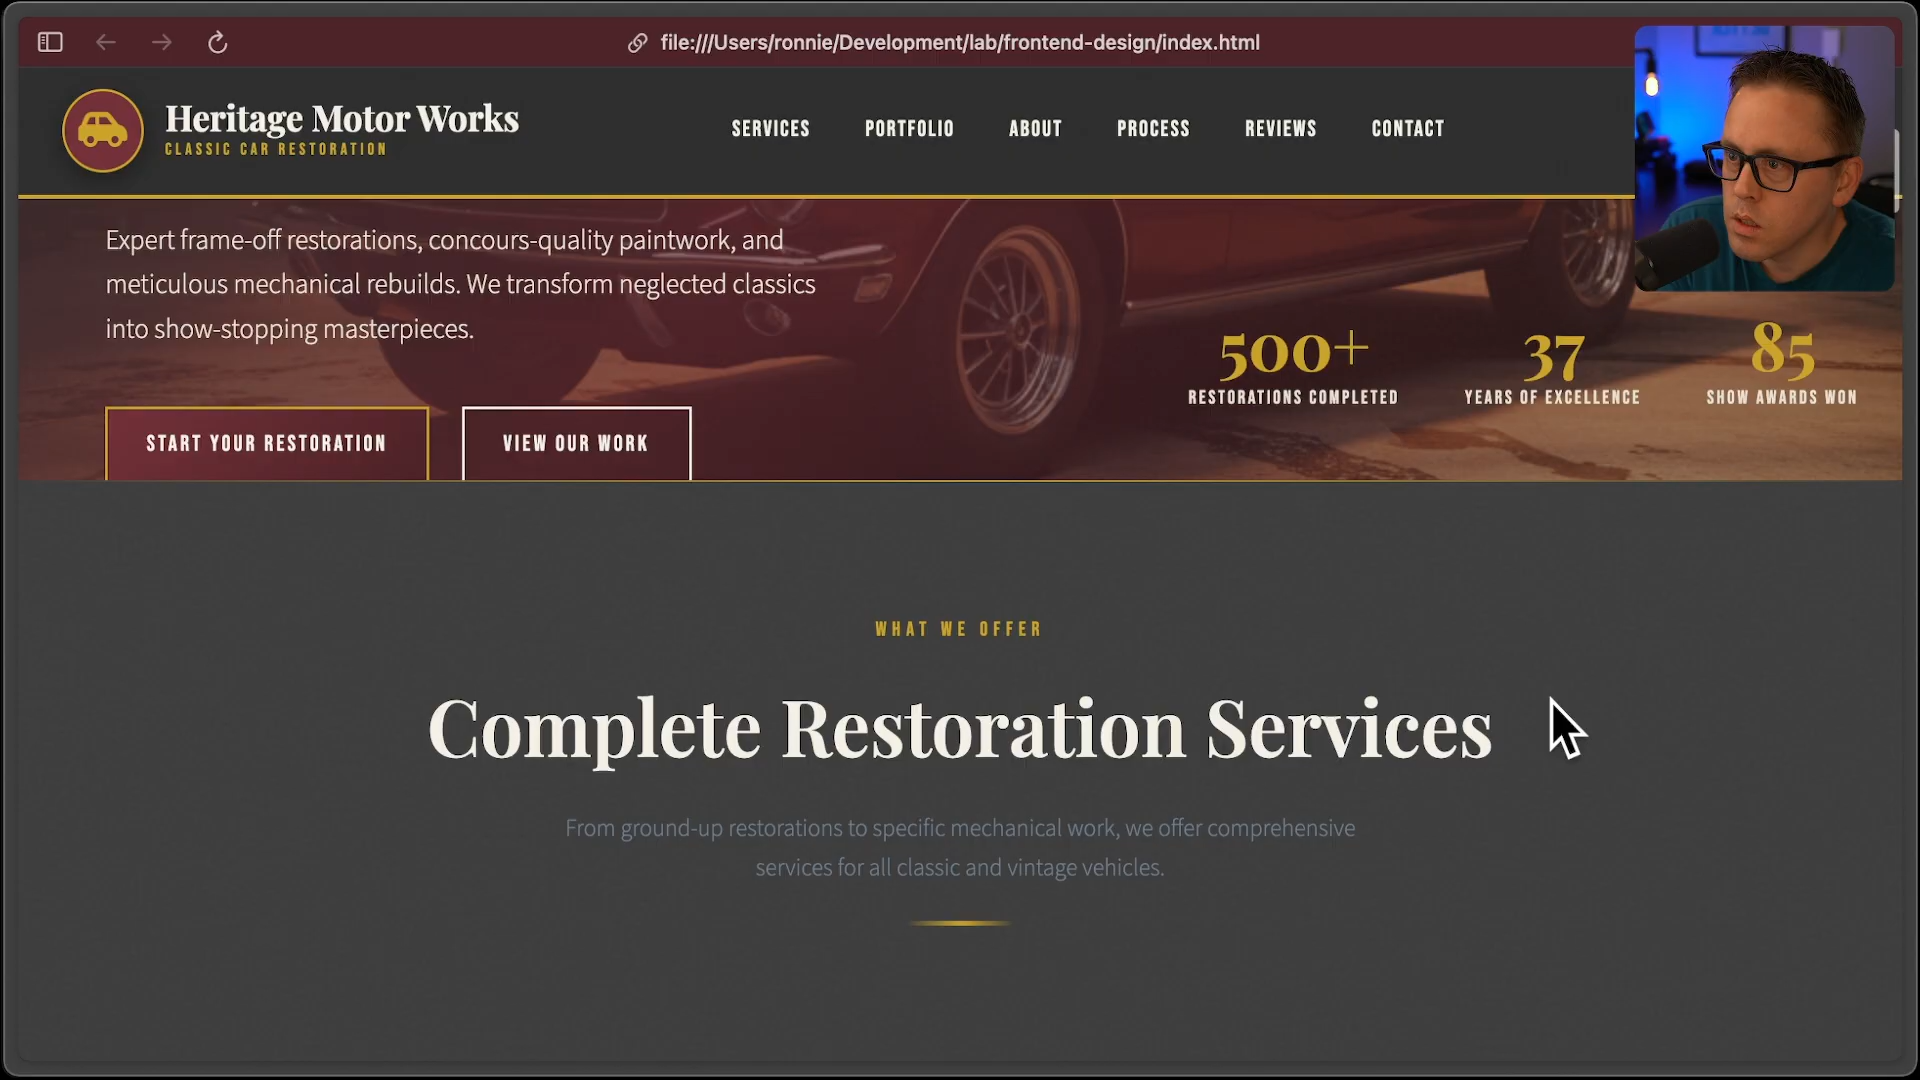 file:///Users/ronnie/Development/lab/frontend-design/index.html
Heritage Motor Works
CLASSIC CAR RESTORATION
SERVICES
PORTFOLIO
ABOUT
PROCESS
REVIEWS
CONTACT
Expert frame-off restorations, concours-quality paintwork, and
meticulous mechanical rebuilds. We transform neglected classics
into show-stopping masterpieces.
START YOUR RESTORATION
VIEW OUR WORK
500+
RESTORATIONS COMPLETED
37
YEARS OF EXCELLENCE
85
SHOW AWARDS WON
WHAT WE OFFER
Complete Restoration Services
From ground-up restorations to specific mechanical work, we offer comprehensive
services for all classic and vintage vehicles.